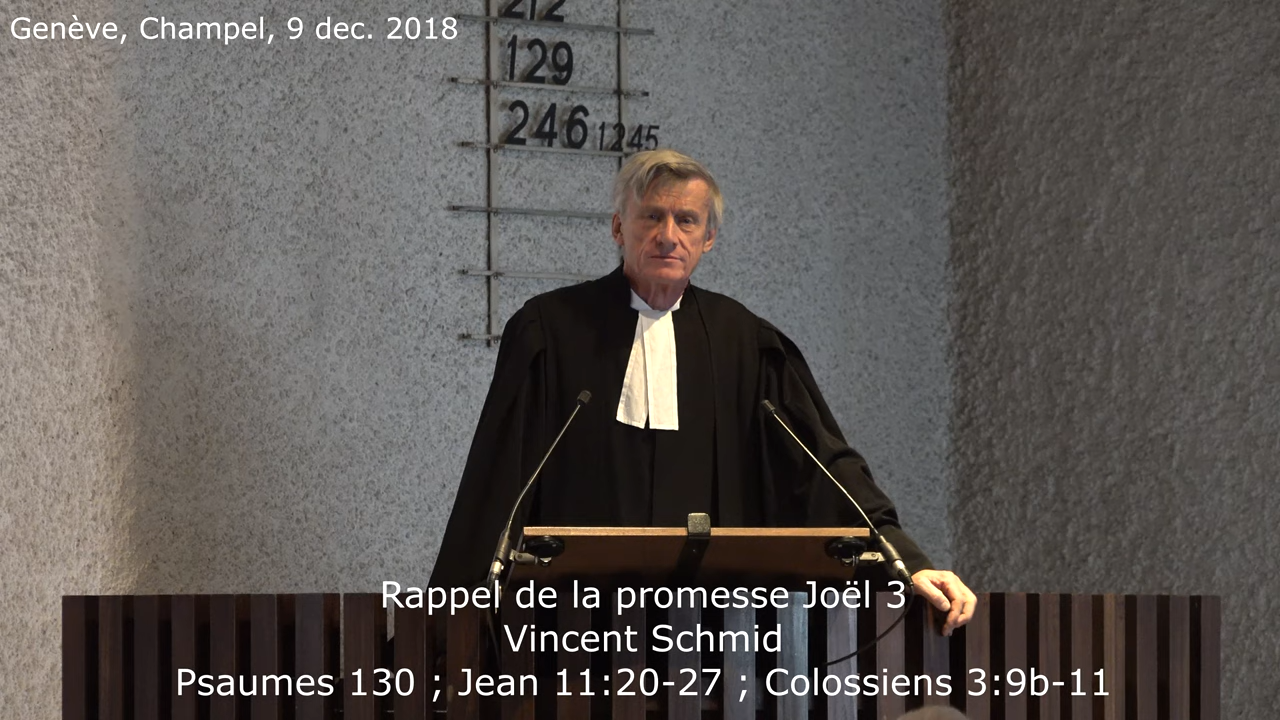 Genève, Champel, 9 dec. 2018
212
129
246 1245
Rappel de la promesse Joël 3
Vincent Schmid
Psaumes 130 ; Jean 11:20-27 ; Colossiens 3:9b-11